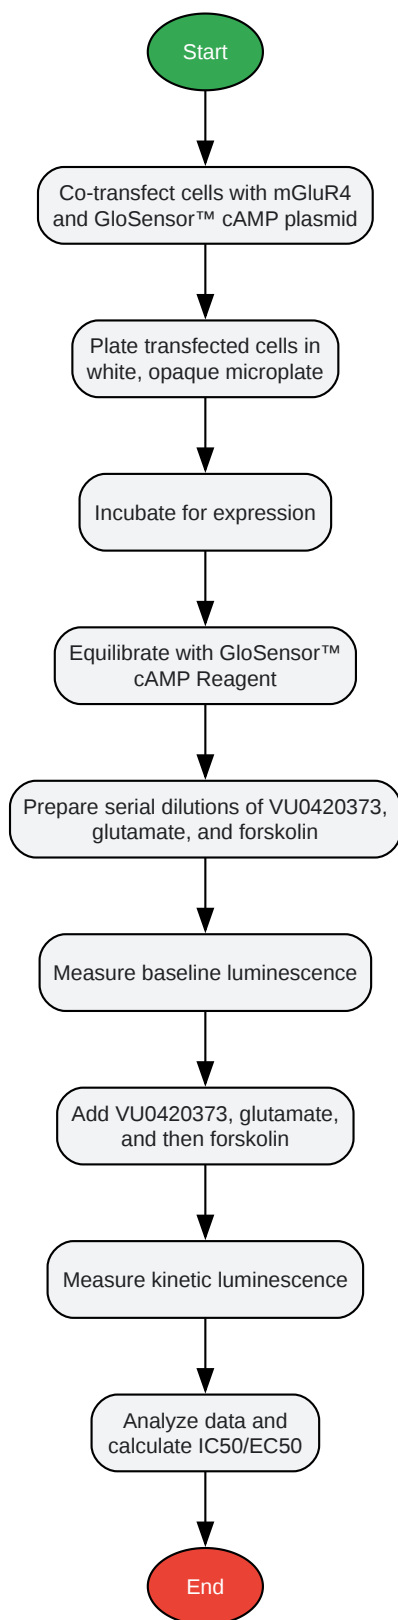 Start
Co-transfect cells with mGluR4
and GloSensor™ cAMP plasmid
Plate transfected cells in
white, opaque microplate
Incubate for expression
Equilibrate with GloSensor™
cAMP Reagent
Prepare serial dilutions of VU0420373,
glutamate, and forskolin
Measure baseline luminescence
Add VU0420373, glutamate,
and then forskolin
Measure kinetic luminescence
Analyze data and
calculate IC50/EC50
End